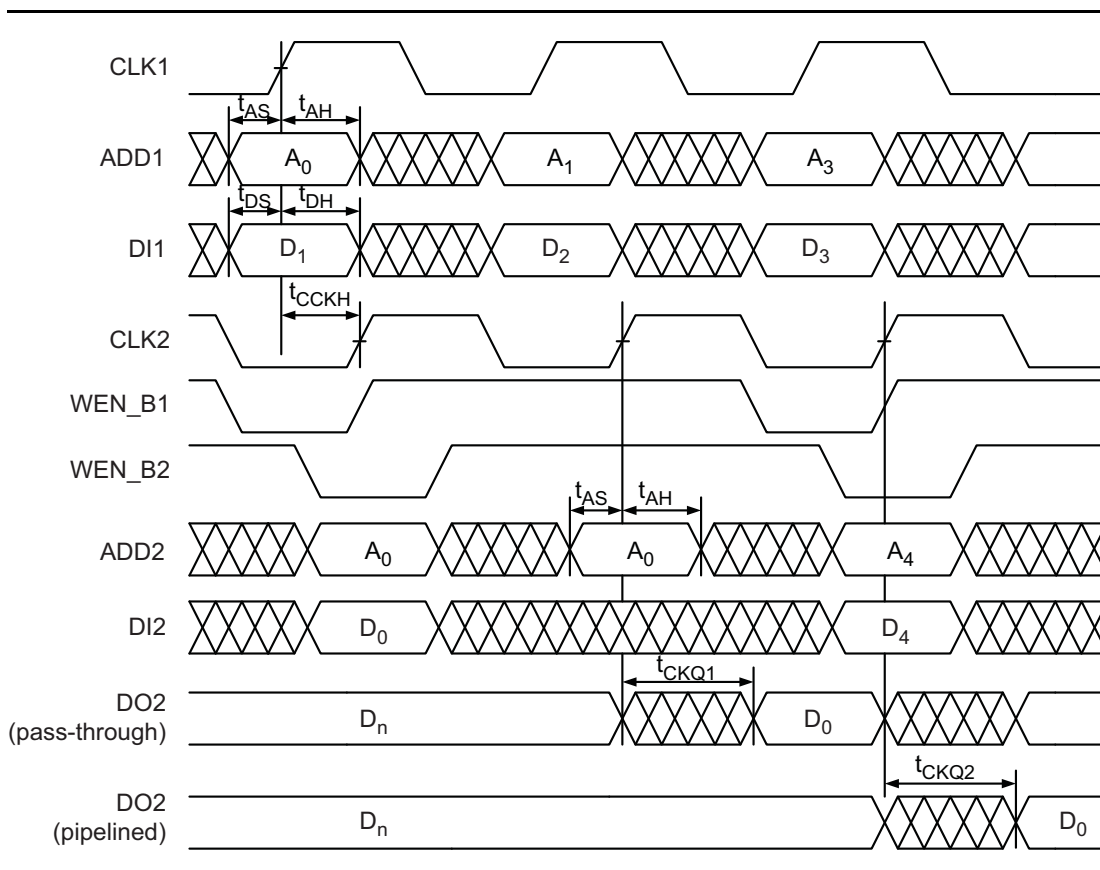 CLK1
tAS tAH
ADD1 A0 A1 A3
tDS tDH
DI1 D1 D2 D3
tCCKH
CLK2
WEN_B1
WEN_B2
tAS tAH
ADD2 A0 A0 A4
DI2 D0 D4
tCKQ1
DO2
(pass-through) Dn D0
tCKQ2
DO2
(pipelined) Dn D0